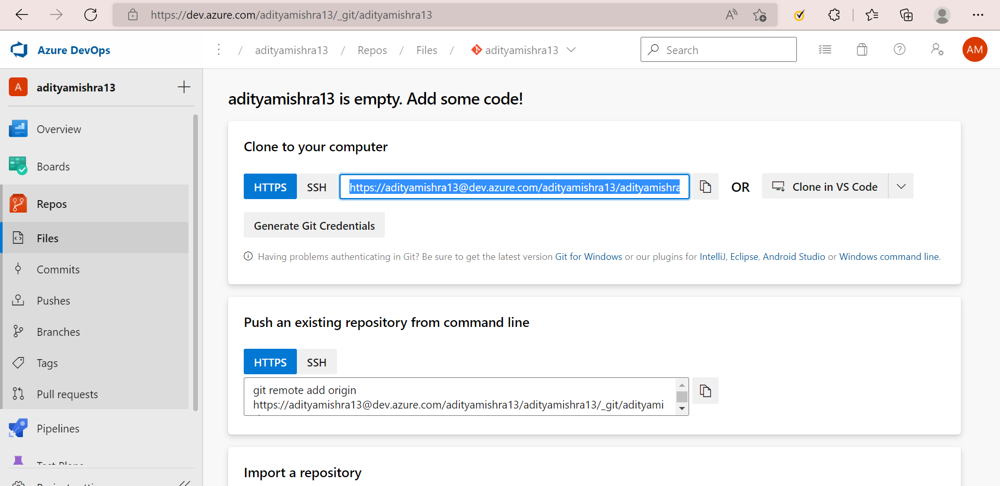 https://dev.azure.com/adityamishra13/_git/adityamishra13
Azure DevOps
/ adityamishra13 / Repos / Files / adityamishra13
Search
AM
A adityamishra13
Overview
Boards
Repos
Files
Commits
Pushes
Branches
Tags
Pull requests
Pipelines
adityamishra13 is empty. Add some code!
Clone to your computer
HTTPS SSH https://adityamishra13@dev.azure.com/adityamishra13/adityamishra OR Clone in VS Code
Generate Git Credentials
Having problems authenticating in Git? Be sure to get the latest version Git for Windows or our plugins for IntelliJ, Eclipse, Android Studio or Windows command line.
Push an existing repository from command line
HTTPS SSH
git remote add origin
https://adityamishra13@dev.azure.com/adityamishra13/adityamishra13/_git/adityami
Import a repository